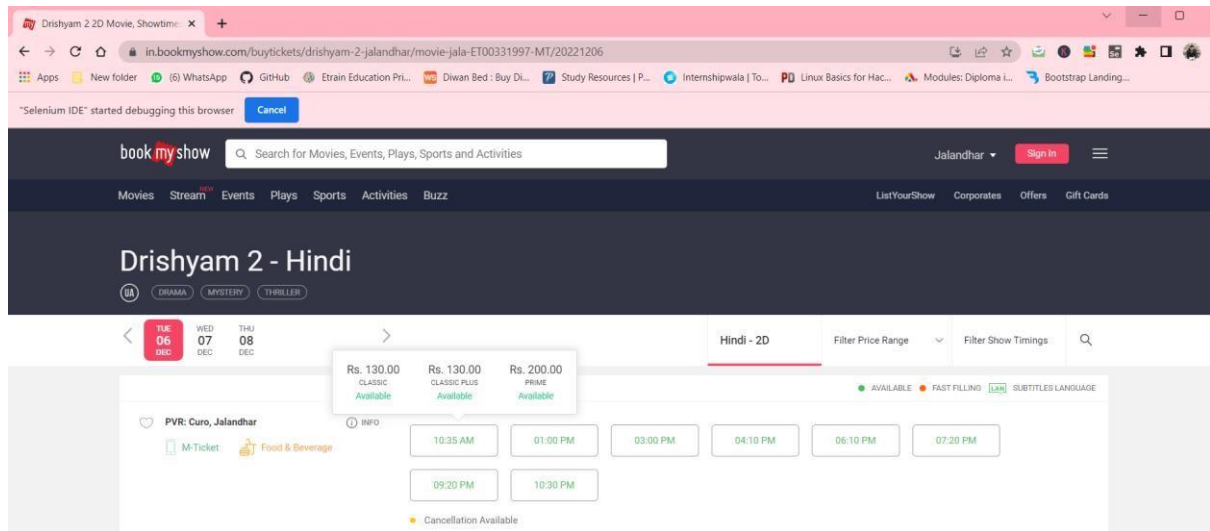 Drishyam 2 2D Movie, Showtime
in.bookmyshow.com/buytickets/drishyam-2-jalandhar/movie-jala-ET00331997-MT/20221206
Apps New folder (6) WhatsApp GitHub Etrain Education Pri... Diwan Bed : Buy Di... Study Resources | P... Internshipwala | To... Linux Basics for Hac... Modules: Diploma i... Bootstrap Landing...
"Selenium IDE" started debugging this browser Cancel
book my show Search for Movies, Events, Plays, Sports and Activities Jalandhar Sign In
Movies Stream NEW Events Plays Sports Activities Buzz ListYourShow Corporates Offers Gift Cards
Drishyam 2 - Hindi
UA DRAMA MYSTERY THRILLER
TUE WED THU
06 07 08 Hindi - 2D Filter Price Range Filter Show Timings
DEC DEC DEC
Rs. 130.00 Rs. 130.00 Rs. 200.00
CLASSIC CLASSIC PLUS PRIME
Available Available Available
AVAILABLE FAST FILLING LAN SUBTITLES LANGUAGE
PVR: Curo, Jalandhar INFO
M-Ticket Food & Beverage
10:35 AM 01:00 PM 03:00 PM 04:10 PM 06:10 PM 07:20 PM
09:20 PM 10:30 PM
Cancellation Available